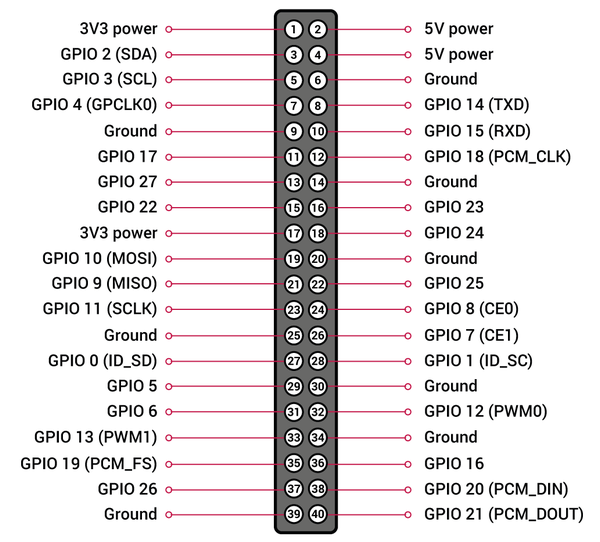 3V3 power 1 2 5V power
GPIO 2 (SDA) 3 4 5V power
GPIO 3 (SCL) 5 6 Ground
GPIO 4 (GPCLK0) 7 8 GPIO 14 (TXD)
Ground 9 10 GPIO 15 (RXD)
GPIO 17 11 12 GPIO 18 (PCM_CLK)
GPIO 27 13 14 Ground
GPIO 22 15 16 GPIO 23
3V3 power 17 18 GPIO 24
GPIO 10 (MOSI) 19 20 Ground
GPIO 9 (MISO) 21 22 GPIO 25
GPIO 11 (SCLK) 23 24 GPIO 8 (CE0)
Ground 25 26 GPIO 7 (CE1)
GPIO 0 (ID_SD) 27 28 GPIO 1 (ID_SC)
GPIO 5 29 30 Ground
GPIO 6 31 32 GPIO 12 (PWM0)
GPIO 13 (PWM1) 33 34 Ground
GPIO 19 (PCM_FS) 35 36 GPIO 16
GPIO 26 37 38 GPIO 20 (PCM_DIN)
Ground 39 40 GPIO 21 (PCM_DOUT)